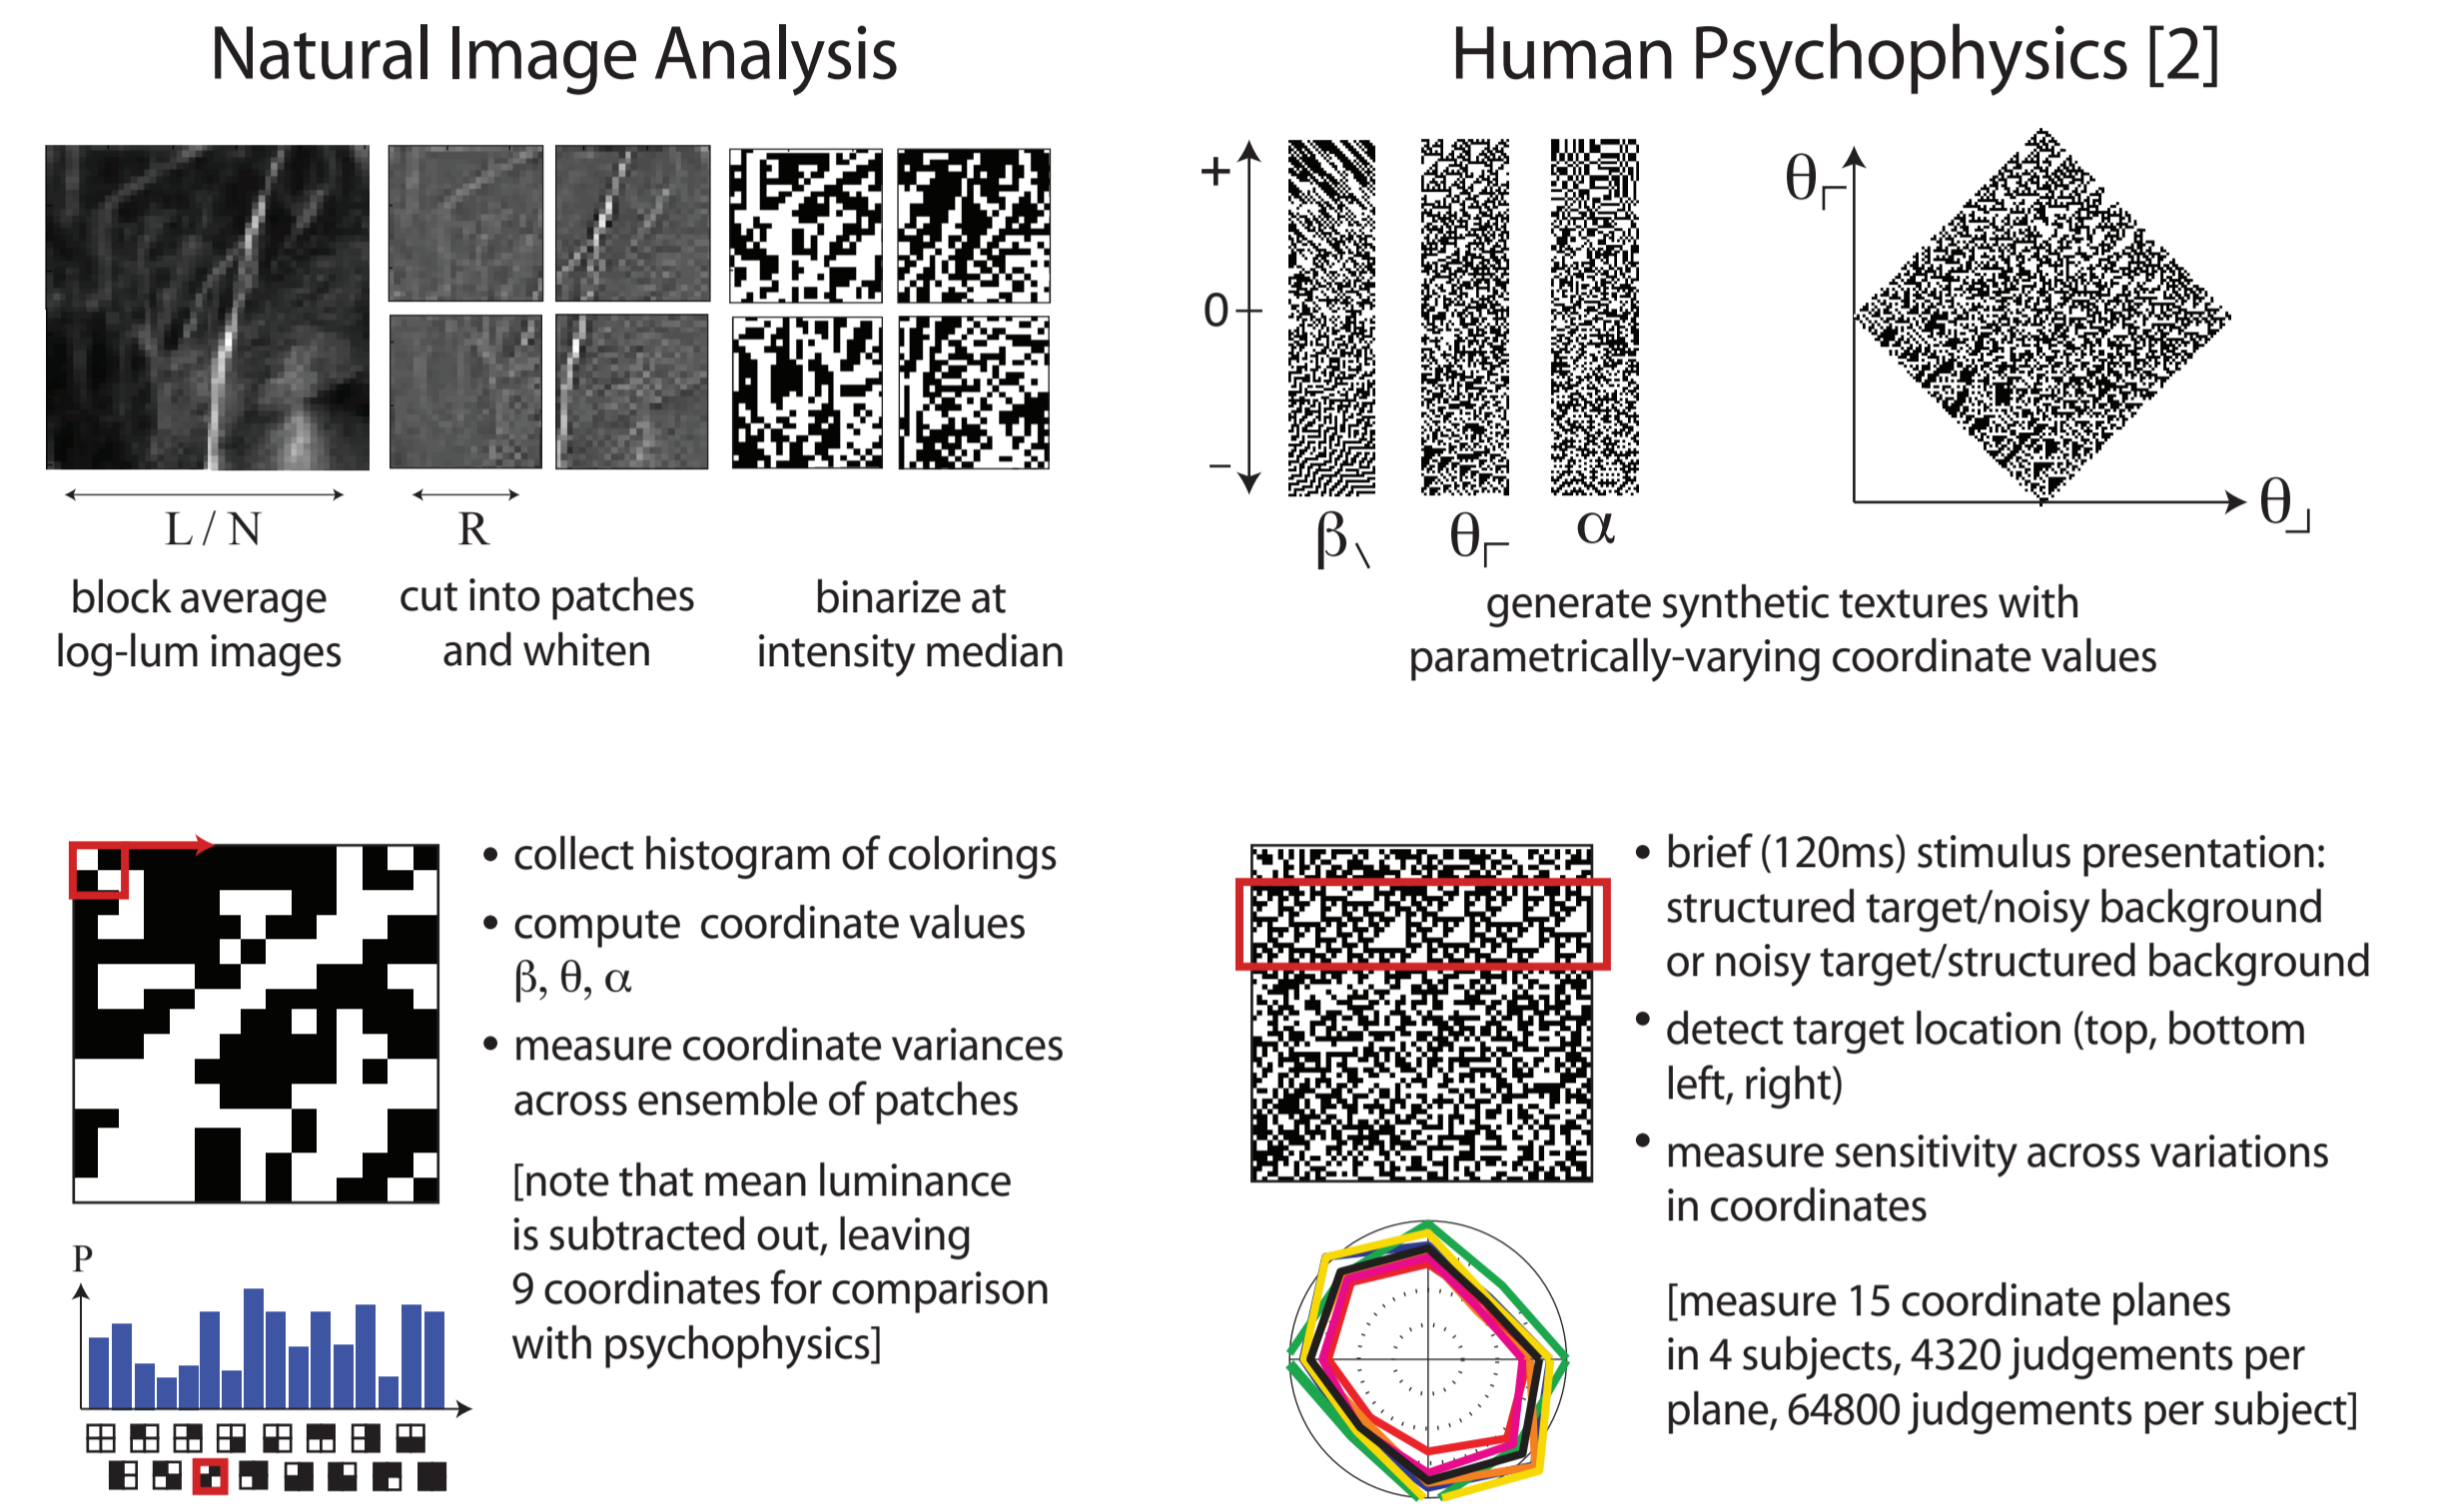 Natural Image Analysis
L / N
R
block average
log-lum images
cut into patches
and whiten
binarize at
intensity median
• collect histogram of colorings
• compute coordinate values
β, θ, α
• measure coordinate variances
across ensemble of patches
[note that mean luminance
is subtracted out, leaving
9 coordinates for comparison
with psychophysics]
P
Human Psychophysics [2]
+
0
−
β\
θ┌
α
θ┌
θ┘
generate synthetic textures with
parametrically-varying coordinate values
• brief (120ms) stimulus presentation:
structured target/noisy background
or noisy target/structured background
• detect target location (top, bottom
left, right)
• measure sensitivity across variations
in coordinates
[measure 15 coordinate planes
in 4 subjects, 4320 judgements per
plane, 64800 judgements per subject]